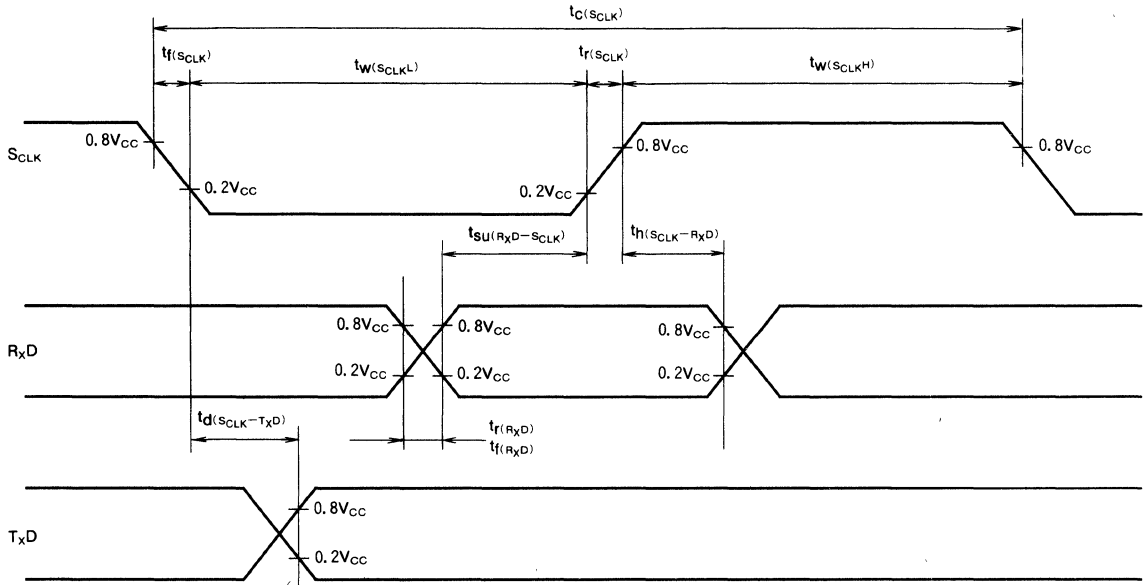 tC(SCLK)
tf(SCLK)
tW(SCLKL)
tr(SCLK)
tW(SCLKH)
SCLK
0.8VCC
0.2VCC
0.2VCC
0.8VCC
0.8VCC
tsu(RXD−SCLK)
th(SCLK−RXD)
RXD
0.8VCC
0.8VCC
0.8VCC
0.2VCC
0.2VCC
0.2VCC
td(SCLK−TXD)
tr(RXD)
tf(RXD)
TXD
0.8VCC
0.2VCC